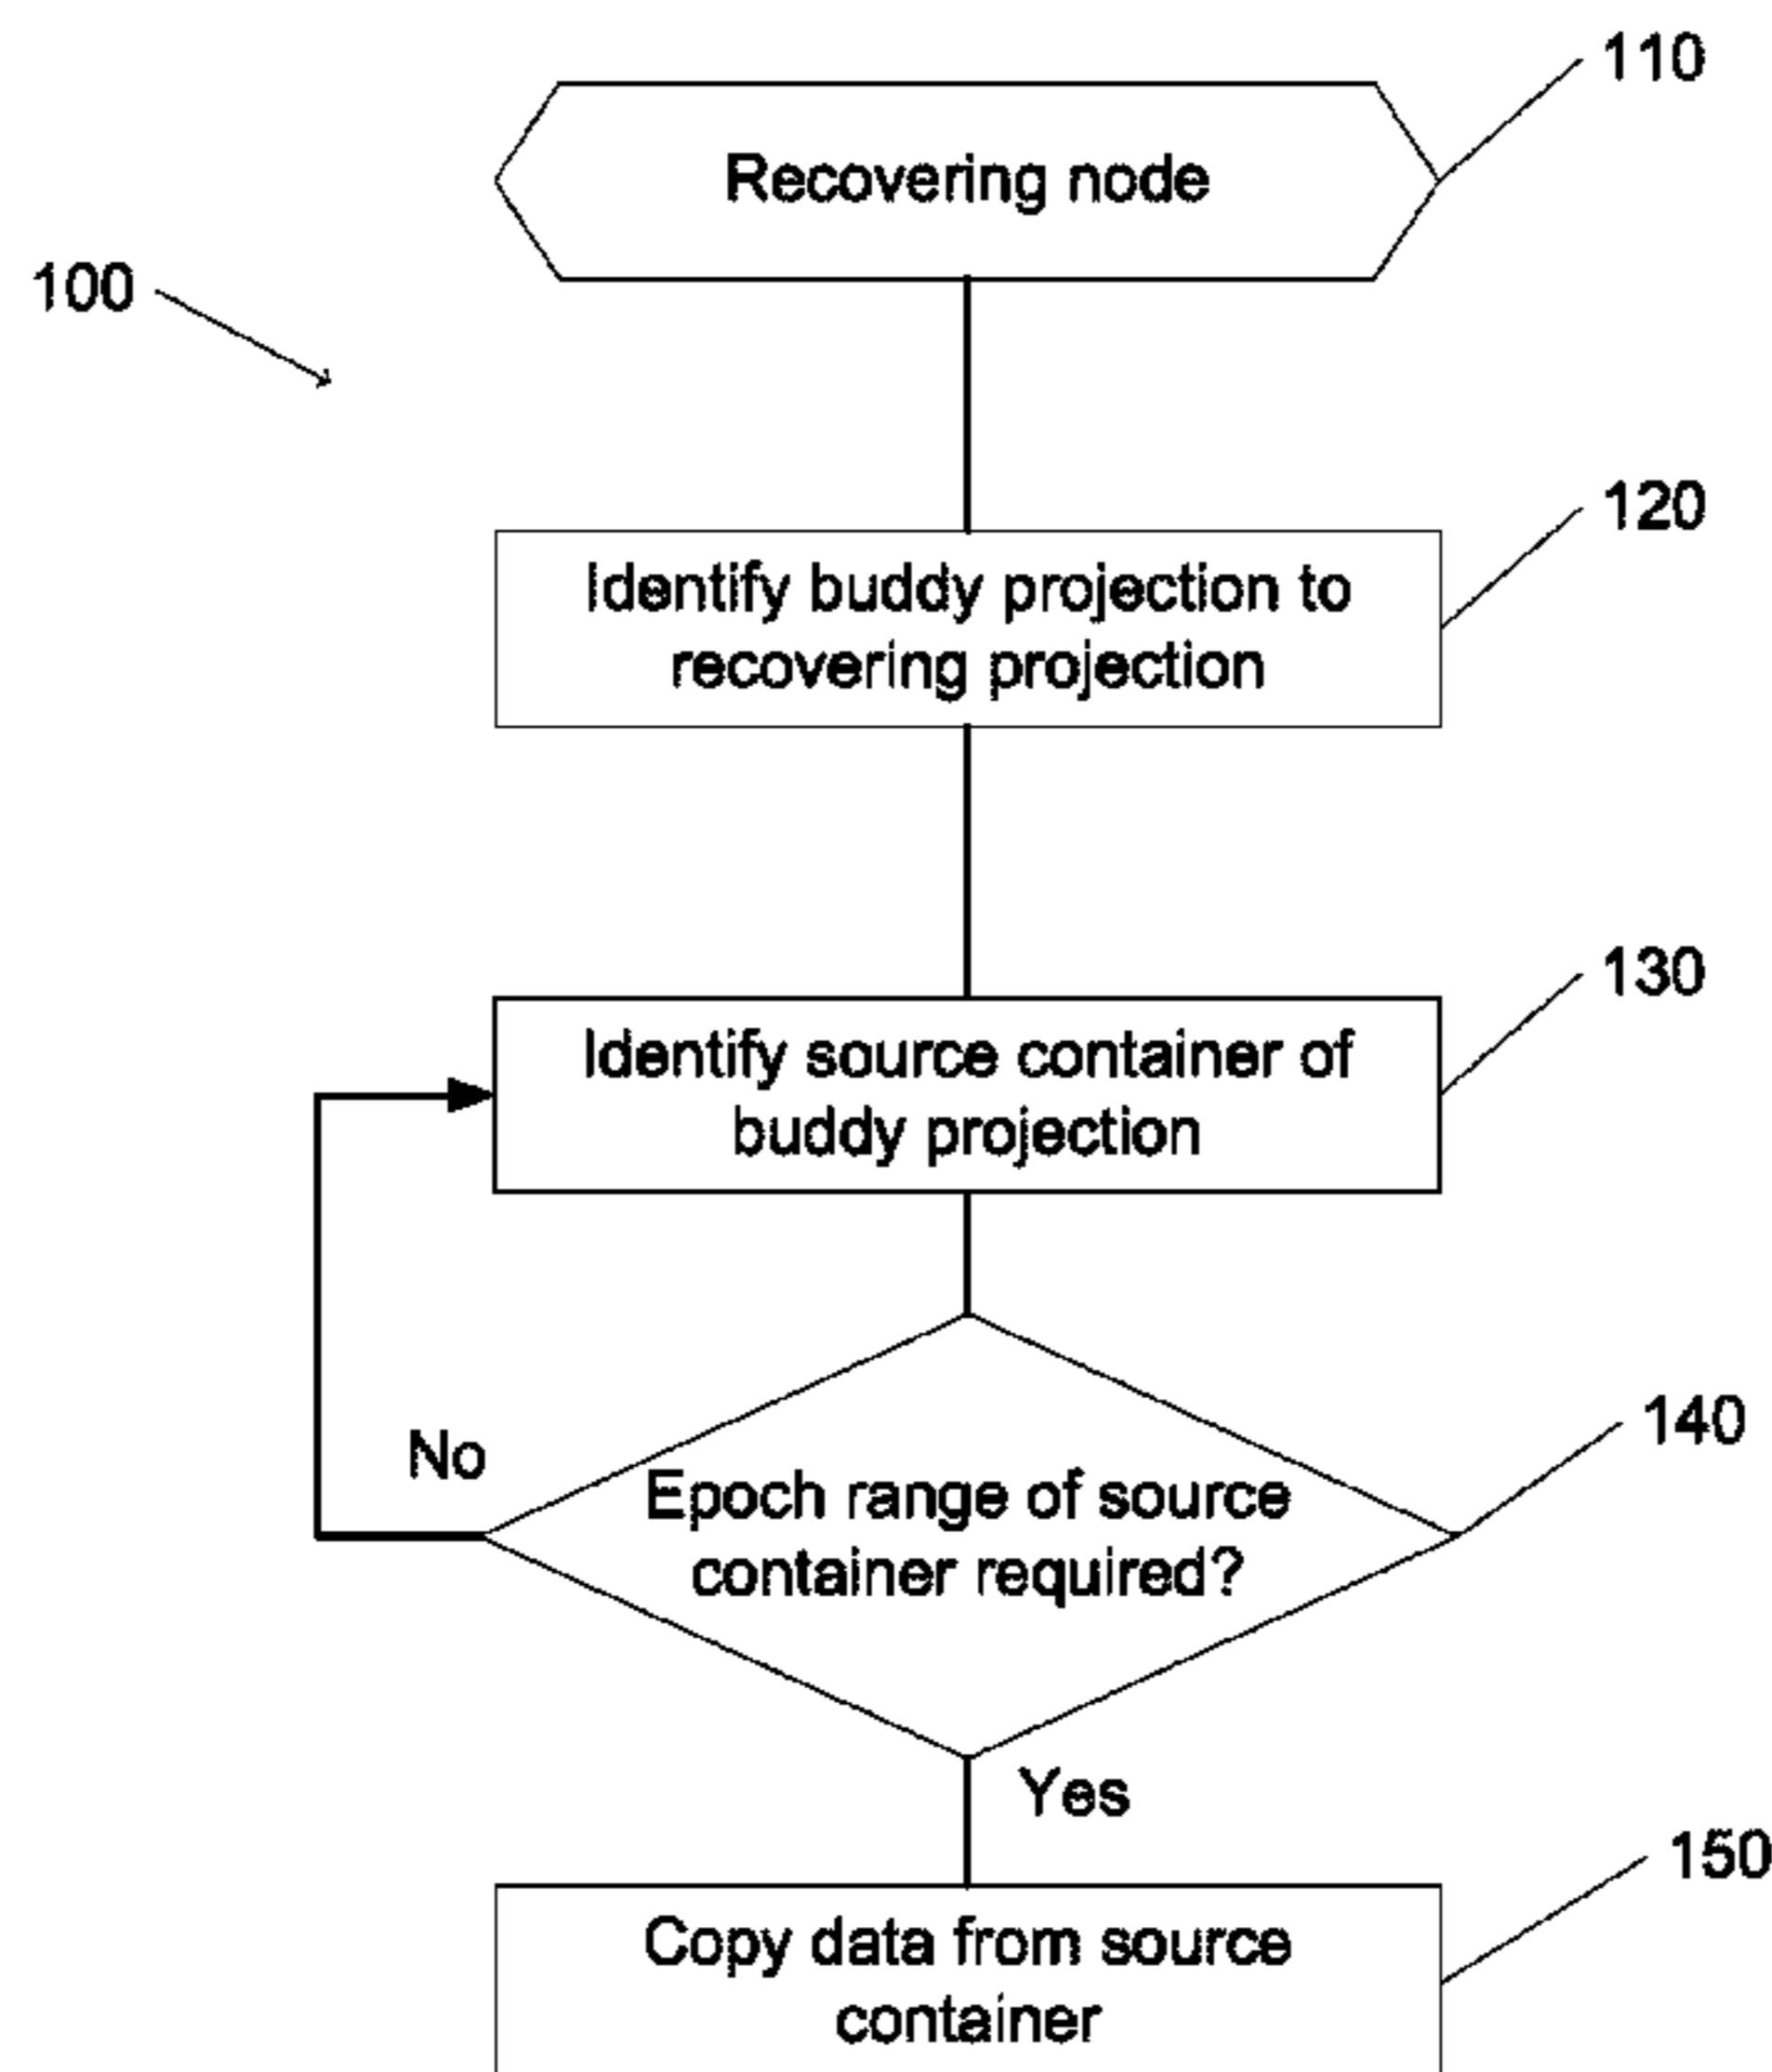 110
Recovering node
100
120
Identify buddy projection to
recovering projection
130
Identify source container of
buddy projection
140
No
Epoch range of source
container required?
Yes
150
Copy data from source
container